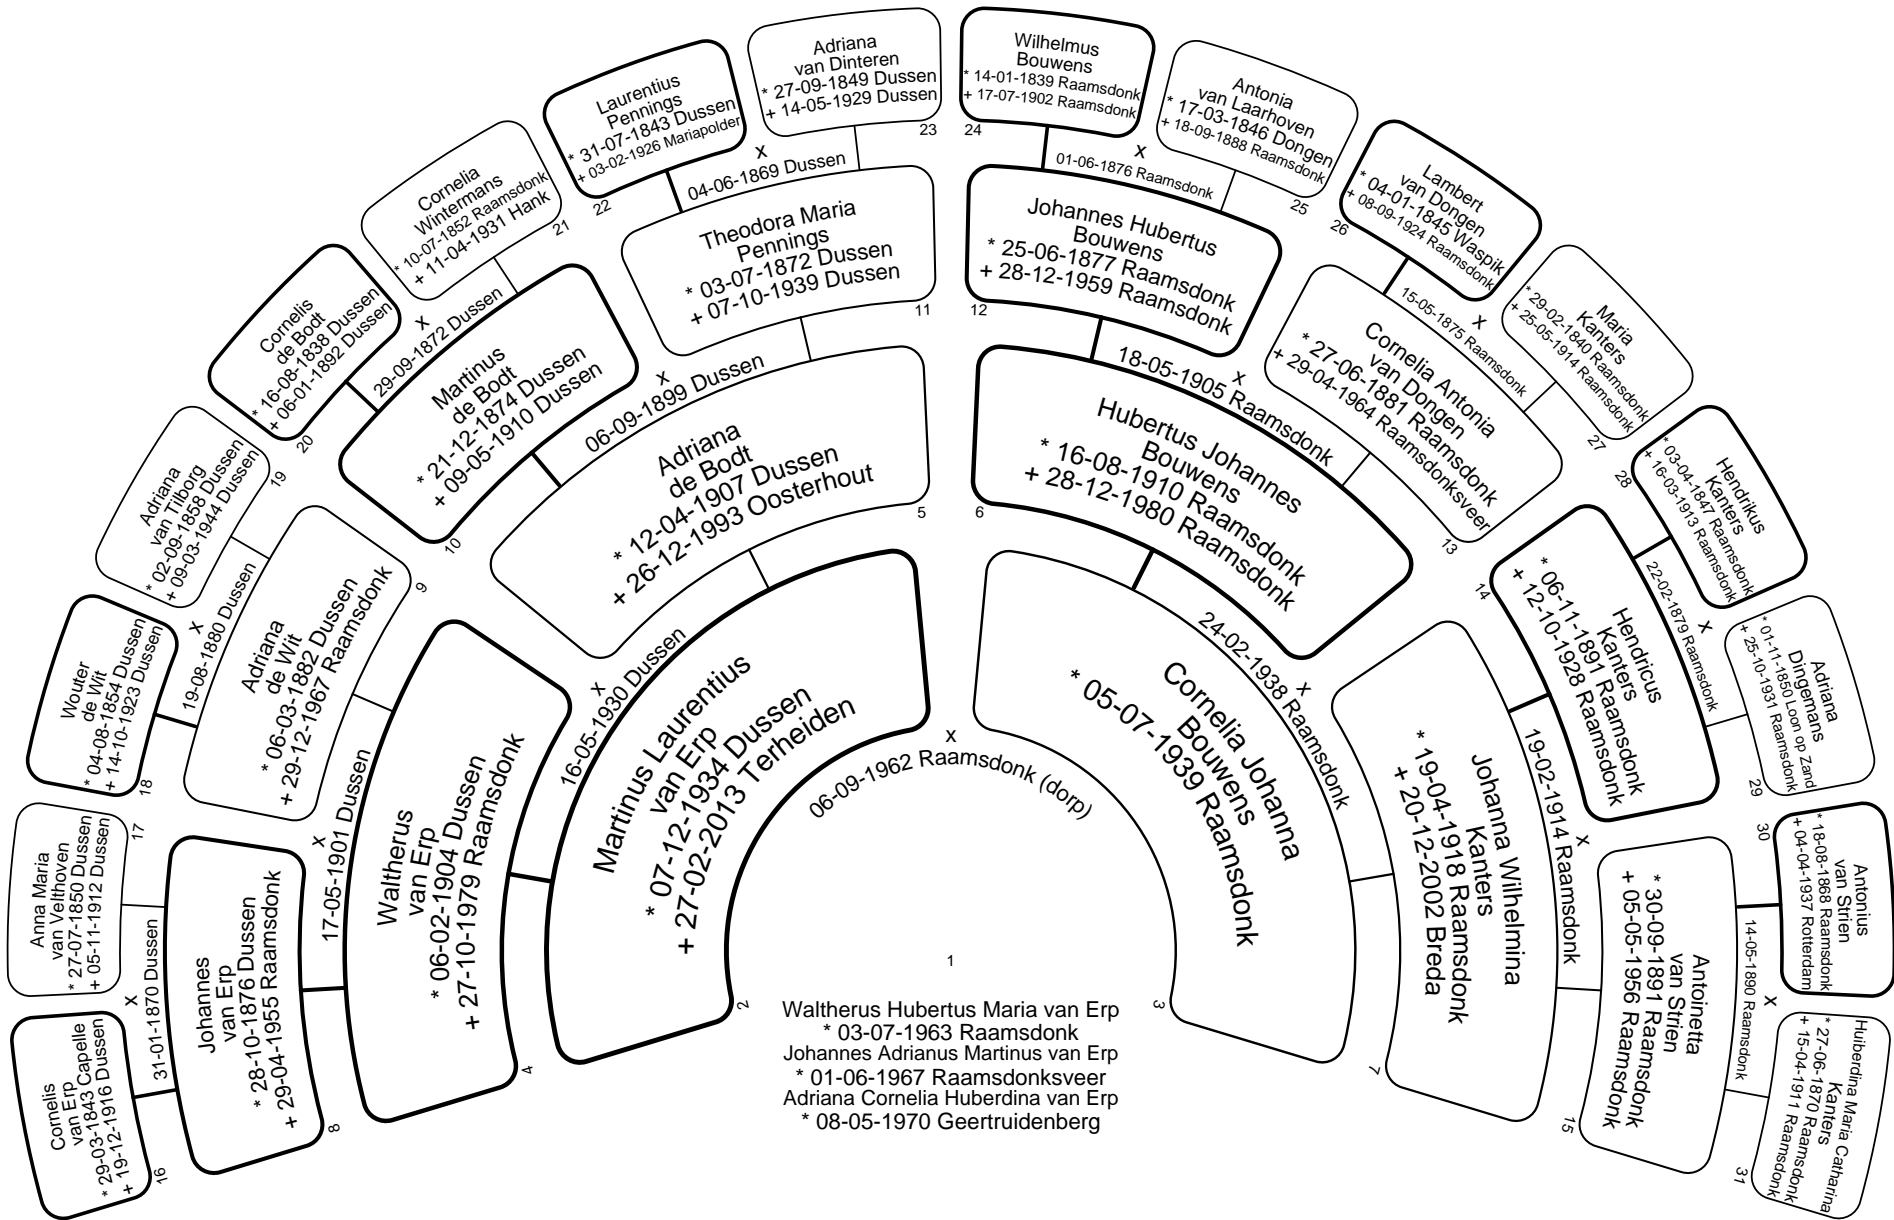 1
Waltherus Hubertus Maria van Erp
* 03-07-1963 Raamsdonk
Johannes Adrianus Martinus van Erp
* 01-06-1967 Raamsdonksveer
Adriana Cornelia Huberdina van Erp
* 08-05-1970 Geertruidenberg
2
Martinus Laurentius
van Erp
* 07-12-1934 Dussen
+ 27-02-2013 Terheiden
x
06-09-1962 Raamsdonk (dorp)
3
Cornelia Johanna
Bouwens
* 05-07-1939 Raamsdonk
4
Waltherus
van Erp
* 06-02-1904 Dussen
+ 27-10-1979 Raamsdonk
x
16-05-1930 Dussen
5
Adriana
de Bodt
* 12-04-1907 Dussen
+ 26-12-1993 Oosterhout
6
Hubertus Johannes
Bouwens
* 16-08-1910 Raamsdonk
+ 28-12-1980 Raamsdonk
x
24-02-1938 Raamsdonk
7
Johanna Wilhelmina
Kanters
* 19-04-1918 Raamsdonk
+ 20-12-2002 Breda
8
Johannes
van Erp
* 28-10-1876 Dussen
+ 29-04-1955 Raamsdonk
x
17-05-1901 Dussen
9
Adriana
de Wit
* 06-03-1882 Dussen
+ 29-12-1967 Raamsdonk
10
Martinus
de Bodt
* 21-12-1874 Dussen
+ 09-05-1910 Dussen
x
06-09-1899 Dussen
11
Theodora Maria
Pennings
* 03-07-1872 Dussen
+ 07-10-1939 Dussen
12
Johannes Hubertus
Bouwens
* 25-06-1877 Raamsdonk
+ 28-12-1959 Raamsdonk
x
18-05-1905 Raamsdonk
13
Cornelia Antonia
van Dongen
* 27-06-1881 Raamsdonk
+ 29-04-1964 Raamsdonksveer
14
Hendricus
Kanters
* 06-11-1891 Raamsdonk
+ 12-10-1928 Raamsdonk
x
19-02-1914 Raamsdonk
15
Antoinetta
van Strien
* 30-09-1891 Raamsdonk
+ 05-05-1956 Raamsdonk
16
Cornelis
van Erp
* 29-03-1843 Capelle
+ 19-12-1916 Dussen
x
31-01-1870 Dussen
17
Anna Maria
van Velthoven
* 27-07-1850 Dussen
+ 05-11-1912 Dussen
18
Wouter
de Wit
* 04-08-1854 Dussen
+ 14-10-1923 Dussen
x
19-08-1880 Dussen
19
Adriana
van Tilborg
* 02-09-1858 Dussen
+ 09-03-1944 Dussen
20
Cornelis
de Bodt
* 16-08-1838 Dussen
+ 06-01-1892 Dussen
x
29-09-1872 Dussen
21
Cornelia
Wintermans
* 10-07-1852 Raamsdonk
+ 11-04-1931 Hank
22
Laurentius
Pennings
* 31-07-1843 Dussen
+ 03-02-1926 Mariapolder
x
04-06-1869 Dussen
23
Adriana
van Dinteren
* 27-09-1849 Dussen
+ 14-05-1929 Dussen
24
Wilhelmus
Bouwens
* 14-01-1839 Raamsdonk
+ 17-07-1902 Raamsdonk
x
01-06-1876 Raamsdonk
25
Antonia
van Laarhoven
* 17-03-1846 Dongen
+ 18-09-1888 Raamsdonk
26
Lambert
van Dongen
* 04-01-1845 Waspik
+ 08-09-1924 Raamsdonk
x
15-05-1875 Raamsdonk
27
Maria
Kanters
* 29-02-1840 Raamsdonk
+ 25-05-1914 Raamsdonk
28
Hendrikus
Kanters
* 03-04-1847 Raamsdonk
+ 16-03-1913 Raamsdonk
x
22-02-1879 Raamsdonk
29
Adriana
Dingemans
* 01-11-1850 Loon op Zand
+ 25-10-1931 Raamsdonk
30
Antonius
van Strien
* 18-08-1868 Raamsdonk
+ 04-04-1937 Rotterdam
x
14-05-1890 Raamsdonk
31
Huiberdina Maria Catharina
Kanters
* 27-06-1870 Raamsdonk
+ 15-04-1911 Raamsdonk